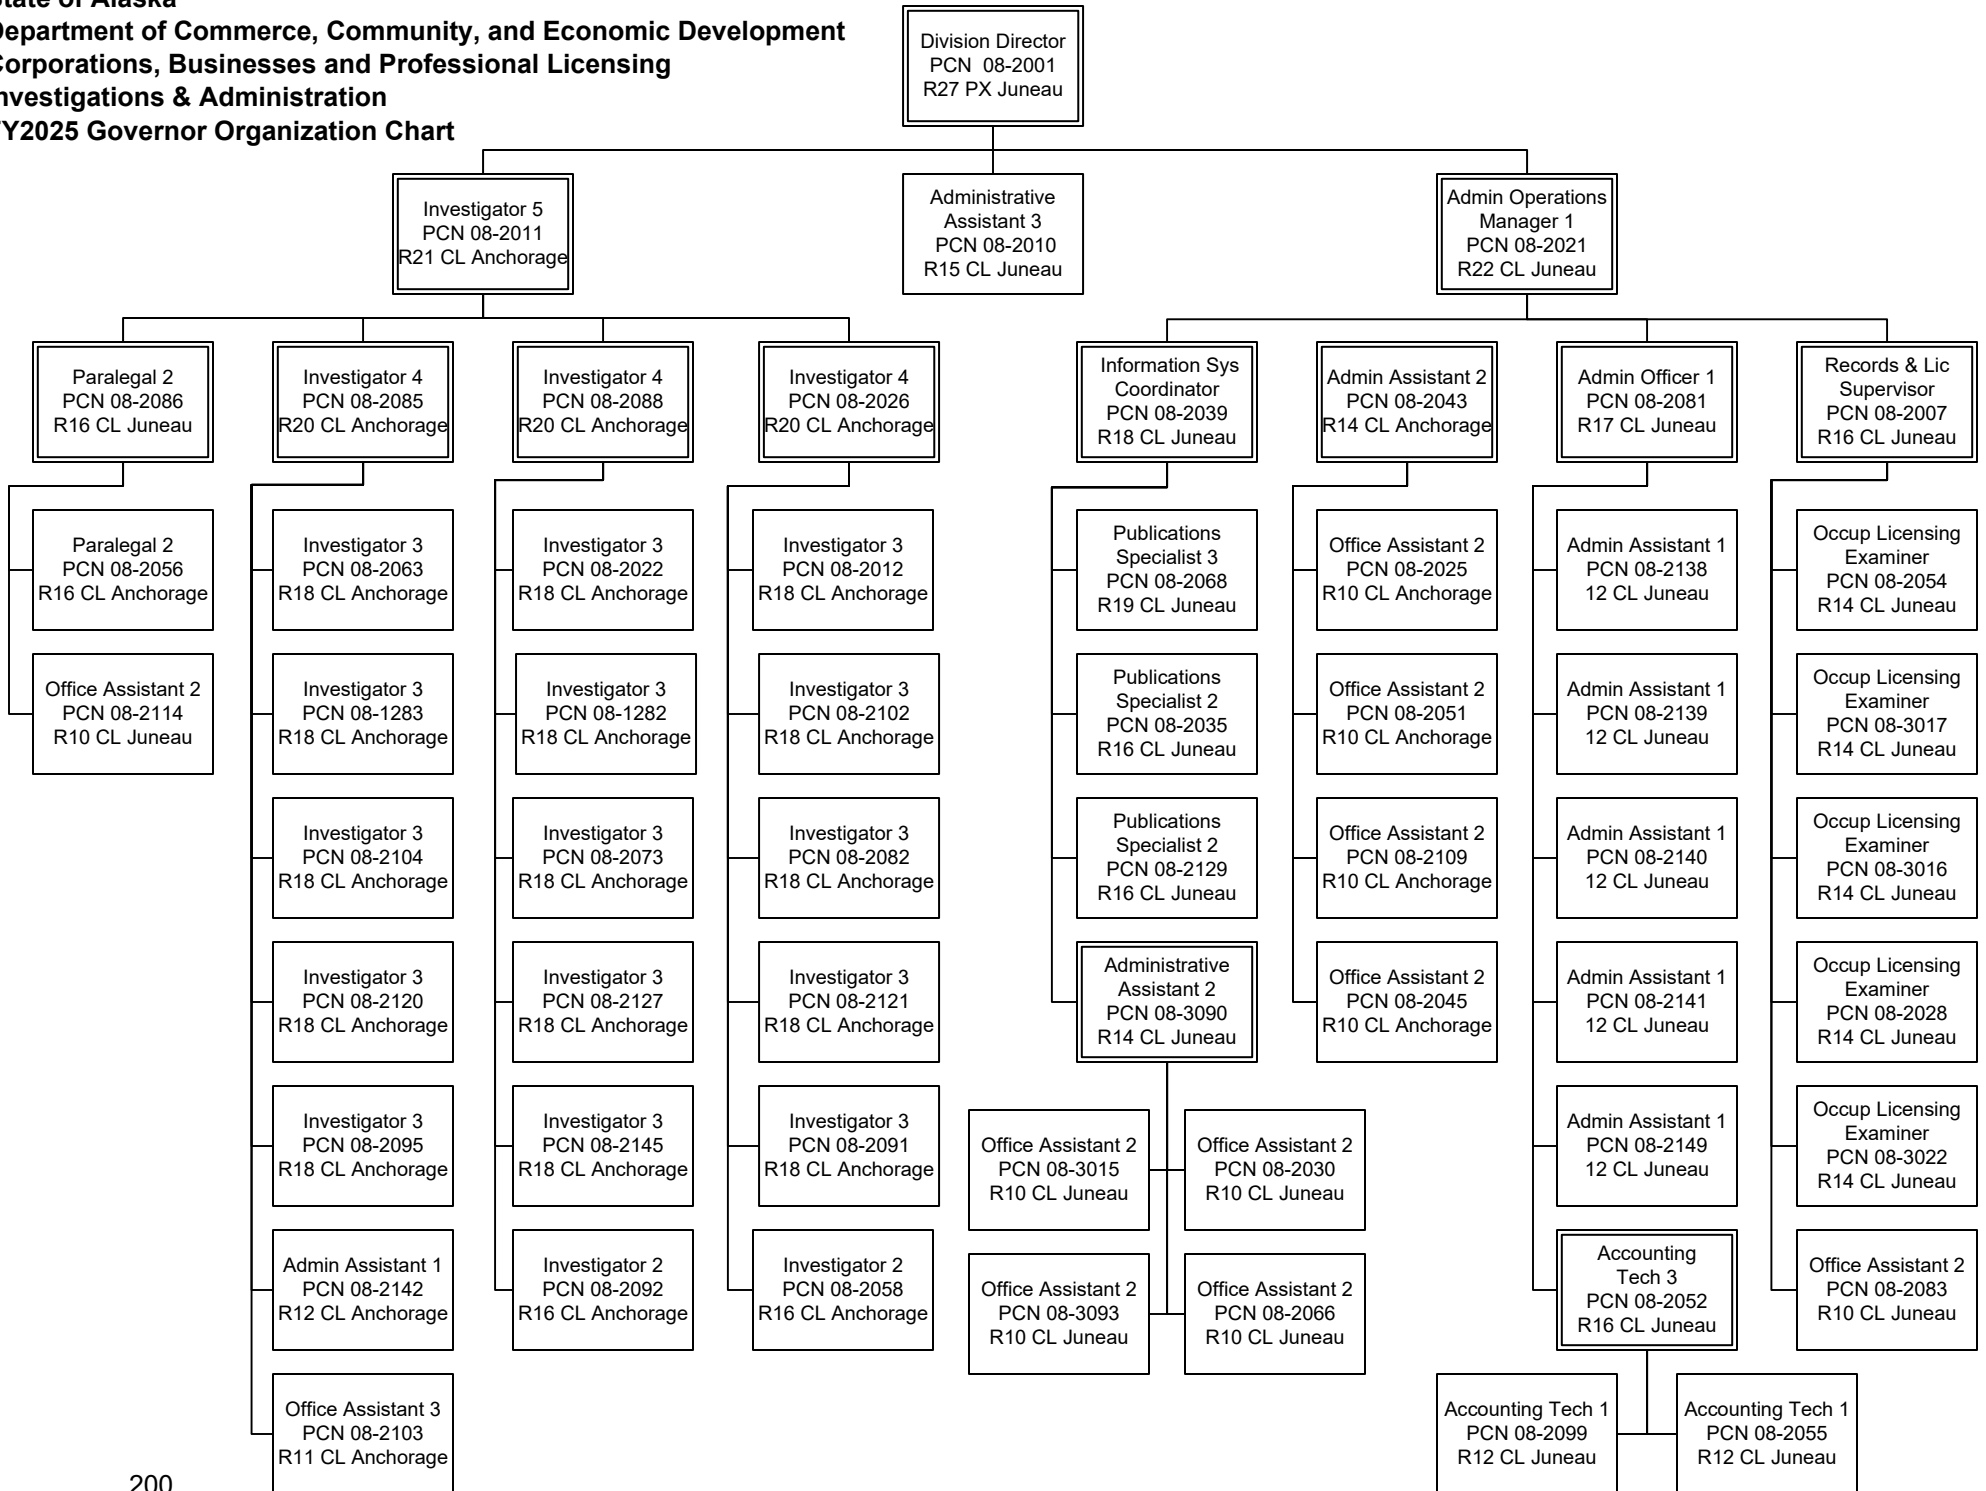 State of Alaska
Department of Commerce, Community, and Economic Development
Corporations, Businesses and Professional Licensing
Investigations & Administration
FY2025 Governor Organization Chart
Division Director
PCN 08-2001
R27 PX Juneau
Investigator 5
PCN 08-2011
R21 CL Anchorage
Administrative
Assistant 3
PCN 08-2010
R15 CL Juneau
Admin Operations
Manager 1
PCN 08-2021
R22 CL Juneau
Paralegal 2
PCN 08-2086
R16 CL Juneau
Investigator 4
PCN 08-2085
R20 CL Anchorage
Investigator 4
PCN 08-2088
R20 CL Anchorage
Investigator 4
PCN 08-2026
R20 CL Anchorage
Information Sys
Coordinator
PCN 08-2039
R18 CL Juneau
Admin Assistant 2
PCN 08-2043
R14 CL Anchorage
Admin Officer 1
PCN 08-2081
R17 CL Juneau
Records & Lic
Supervisor
PCN 08-2007
R16 CL Juneau
Paralegal 2
PCN 08-2056
R16 CL Anchorage
Investigator 3
PCN 08-2063
R18 CL Anchorage
Investigator 3
PCN 08-2022
R18 CL Anchorage
Investigator 3
PCN 08-2012
R18 CL Anchorage
Publications
Specialist 3
PCN 08-2068
R19 CL Juneau
Office Assistant 2
PCN 08-2025
R10 CL Anchorage
Admin Assistant 1
PCN 08-2138
12 CL Juneau
Occup Licensing
Examiner
PCN 08-2054
R14 CL Juneau
Office Assistant 2
PCN 08-2114
R10 CL Juneau
Investigator 3
PCN 08-1283
R18 CL Anchorage
Investigator 3
PCN 08-1282
R18 CL Anchorage
Investigator 3
PCN 08-2102
R18 CL Anchorage
Publications
Specialist 2
PCN 08-2035
R16 CL Juneau
Office Assistant 2
PCN 08-2051
R10 CL Anchorage
Admin Assistant 1
PCN 08-2139
12 CL Juneau
Occup Licensing
Examiner
PCN 08-3017
R14 CL Juneau
Investigator 3
PCN 08-2104
R18 CL Anchorage
Investigator 3
PCN 08-2073
R18 CL Anchorage
Investigator 3
PCN 08-2082
R18 CL Anchorage
Publications
Specialist 2
PCN 08-2129
R16 CL Juneau
Office Assistant 2
PCN 08-2109
R10 CL Anchorage
Admin Assistant 1
PCN 08-2140
12 CL Juneau
Occup Licensing
Examiner
PCN 08-3016
R14 CL Juneau
Investigator 3
PCN 08-2120
R18 CL Anchorage
Investigator 3
PCN 08-2127
R18 CL Anchorage
Investigator 3
PCN 08-2121
R18 CL Anchorage
Administrative
Assistant 2
PCN 08-3090
R14 CL Juneau
Office Assistant 2
PCN 08-2045
R10 CL Anchorage
Admin Assistant 1
PCN 08-2141
12 CL Juneau
Occup Licensing
Examiner
PCN 08-2028
R14 CL Juneau
Investigator 3
PCN 08-2095
R18 CL Anchorage
Investigator 3
PCN 08-2145
R18 CL Anchorage
Investigator 3
PCN 08-2091
R18 CL Anchorage
Office Assistant 2
PCN 08-3015
R10 CL Juneau
Office Assistant 2
PCN 08-2030
R10 CL Juneau
Admin Assistant 1
PCN 08-2149
12 CL Juneau
Occup Licensing
Examiner
PCN 08-3022
R14 CL Juneau
Admin Assistant 1
PCN 08-2142
R12 CL Anchorage
Investigator 2
PCN 08-2092
R16 CL Anchorage
Investigator 2
PCN 08-2058
R16 CL Anchorage
Office Assistant 2
PCN 08-3093
R10 CL Juneau
Office Assistant 2
PCN 08-2066
R10 CL Juneau
Accounting
Tech 3
PCN 08-2052
R16 CL Juneau
Office Assistant 2
PCN 08-2083
R10 CL Juneau
Office Assistant 3
PCN 08-2103
R11 CL Anchorage
Accounting Tech 1
PCN 08-2099
R12 CL Juneau
Accounting Tech 1
PCN 08-2055
R12 CL Juneau
200